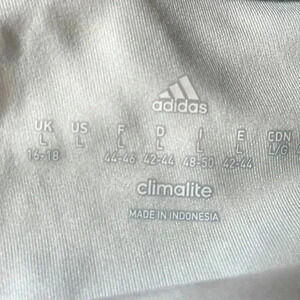 adidas
UK US F D I E CDN
L L L L L L L/G
16-18 44-46 42-44 48-50 42-44
climalite
MADE IN INDONESIA